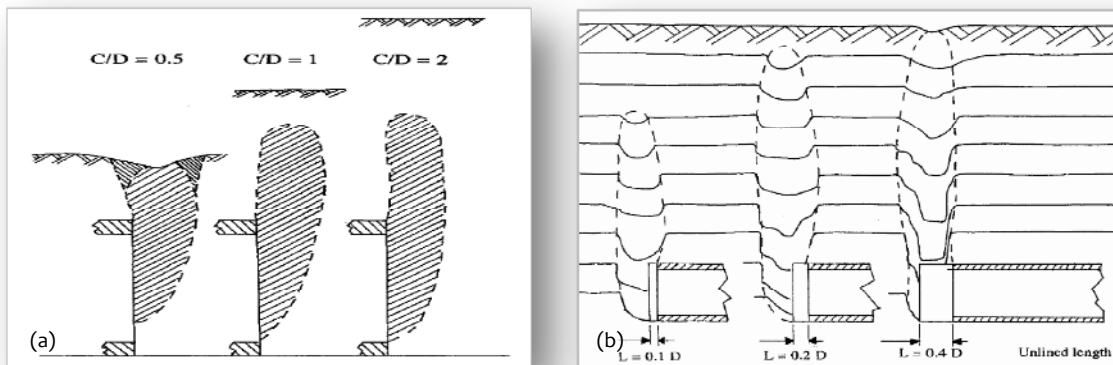 C/D = 0.5 C/D = 1 C/D = 2
(a)
(b)
L = 0.1 D L = 0.2 D L = 0.4 D Unlined length